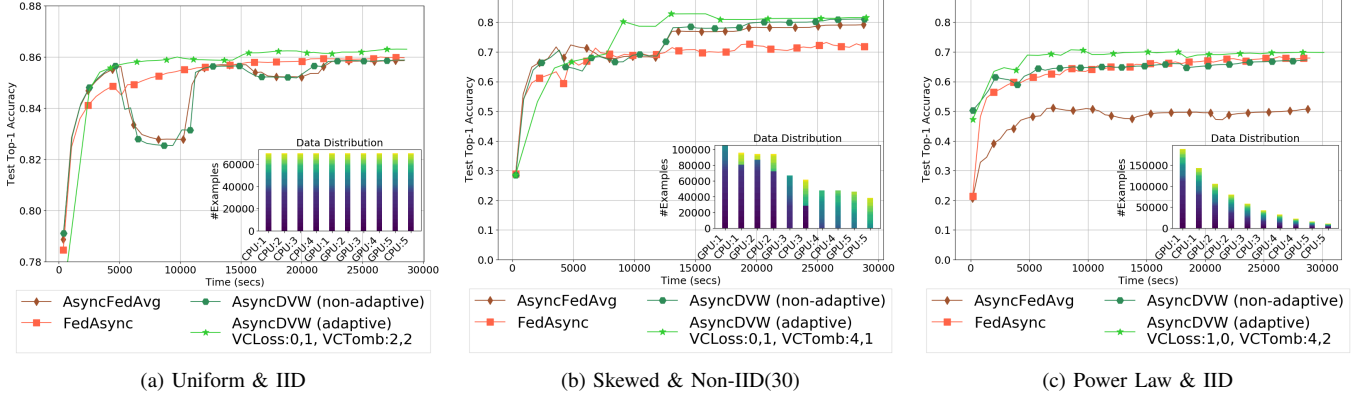 0.88
0.86
0.84
0.82
0.80
0.78
Test Top-1 Accuracy
0
5000
10000
15000
20000
25000
30000
Time (secs)
Data Distribution
#Examples
60000
40000
20000
0
CPU:1
CPU:2
CPU:3
CPU:4
GPU:1
GPU:2
GPU:3
GPU:4
GPU:5
CPU:5
AsyncFedAvg
FedAsync
AsyncDVW (non-adaptive)
AsyncDVW (adaptive)
VCLoss:0,1, VCTomb:2,2
(a) Uniform & IID
0.8
0.7
0.6
0.5
0.4
0.3
0.2
0.1
0.0
Test Top-1 Accuracy
0
5000
10000
15000
20000
25000
30000
Time (secs)
Data Distribution
#Examples
100000
80000
60000
40000
20000
0
GPU:1
CPU:1
GPU:2
CPU:2
GPU:3
CPU:3
GPU:4
CPU:4
GPU:5
CPU:5
AsyncFedAvg
FedAsync
AsyncDVW (non-adaptive)
AsyncDVW (adaptive)
VCLoss:0,1, VCTomb:4,1
(b) Skewed & Non-IID(30)
0.8
0.7
0.6
0.5
0.4
0.3
0.2
0.1
0.0
Test Top-1 Accuracy
0
5000
10000
15000
20000
25000
30000
Time (secs)
Data Distribution
#Examples
150000
100000
50000
0
GPU:1
CPU:1
GPU:2
CPU:2
GPU:3
CPU:3
GPU:4
CPU:4
GPU:5
CPU:5
AsyncFedAvg
FedAsync
AsyncDVW (non-adaptive)
AsyncDVW (adaptive)
VCLoss:1,0, VCTomb:4,2
(c) Power Law & IID